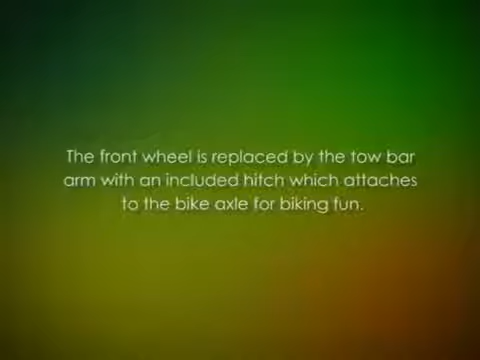 The front wheel is replaced by the tow bar
arm with an included hitch which attaches
to the bike axle for biking fun.